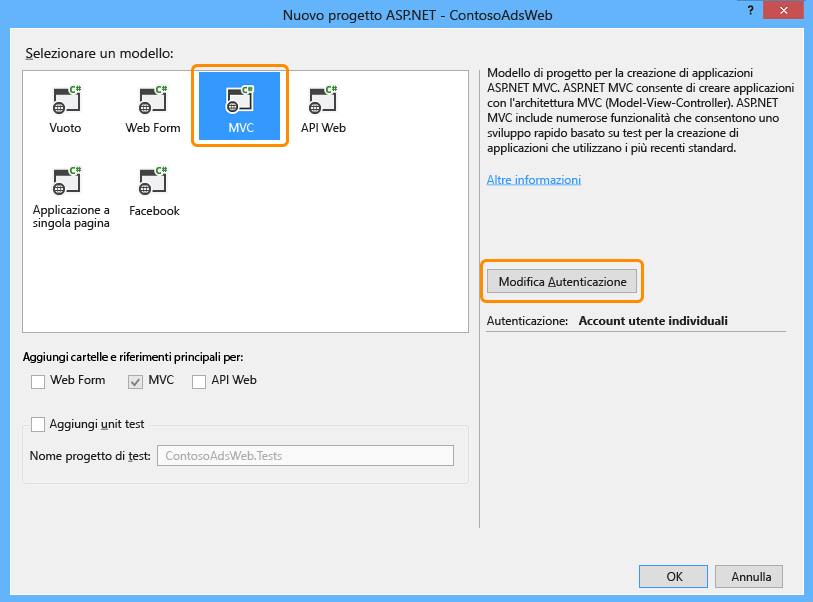 Nuovo progetto ASP.NET - ContosoAdsWeb
?
Selezionare un modello:
C# C# C# C#
Vuoto Web Form MVC API Web
C# C#
Applicazione a
singola pagina
Facebook
Modello di progetto per la creazione di applicazioni
ASP.NET MVC. ASP.NET MVC consente di creare applicazioni
con l'architettura MVC (Model-View-Controller). ASP.NET
MVC include numerose funzionalità che consentono uno
sviluppo rapido basato su test per la creazione di
applicazioni che utilizzano i più recenti standard.
Altre informazioni
Modifica Autenticazione
Autenticazione: Account utente individuali
Aggiungi cartelle e riferimenti principali per:
Web Form MVC API Web
Aggiungi unit test
Nome progetto di test: ContosoAdsWeb.Tests
OK Annulla